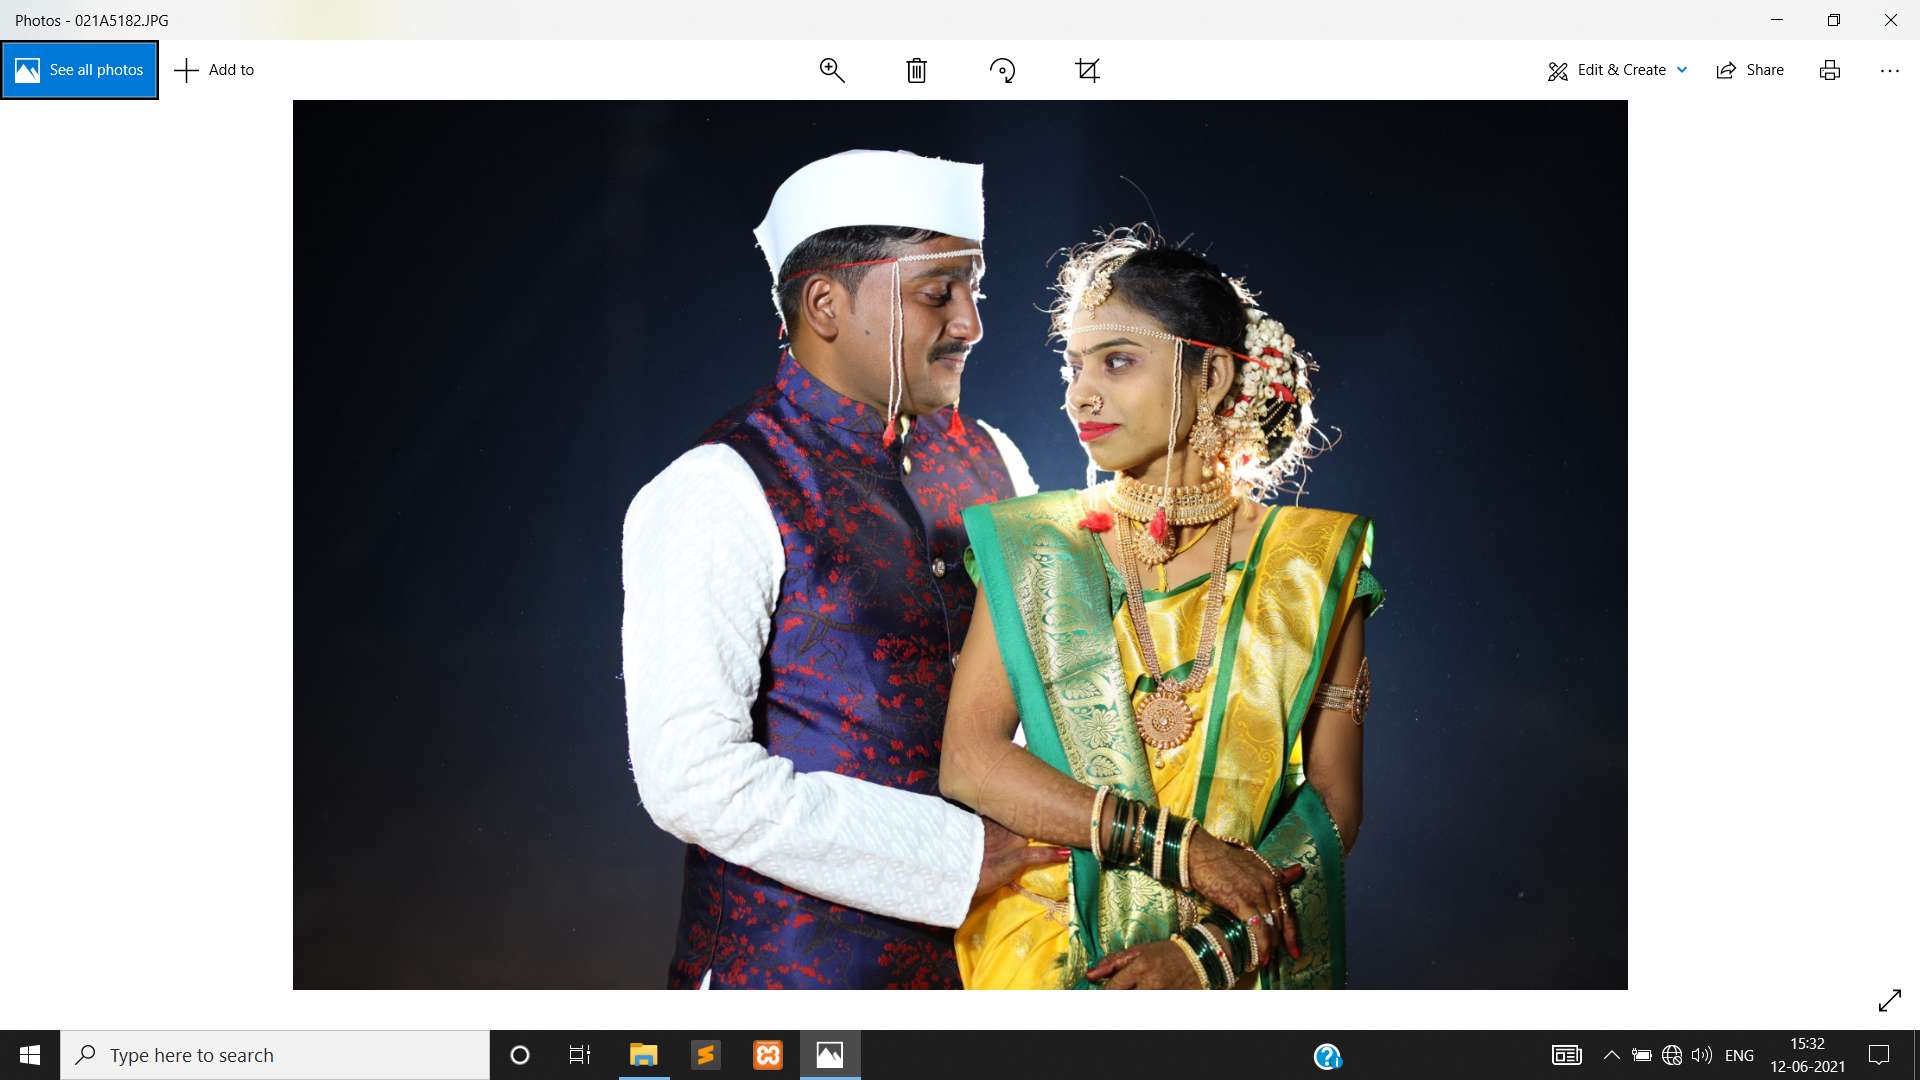 Photos - 021A5182.JPG
See all photos
Add to
Edit & Create
Share
Type here to search
ENG
15:32
12-06-2021